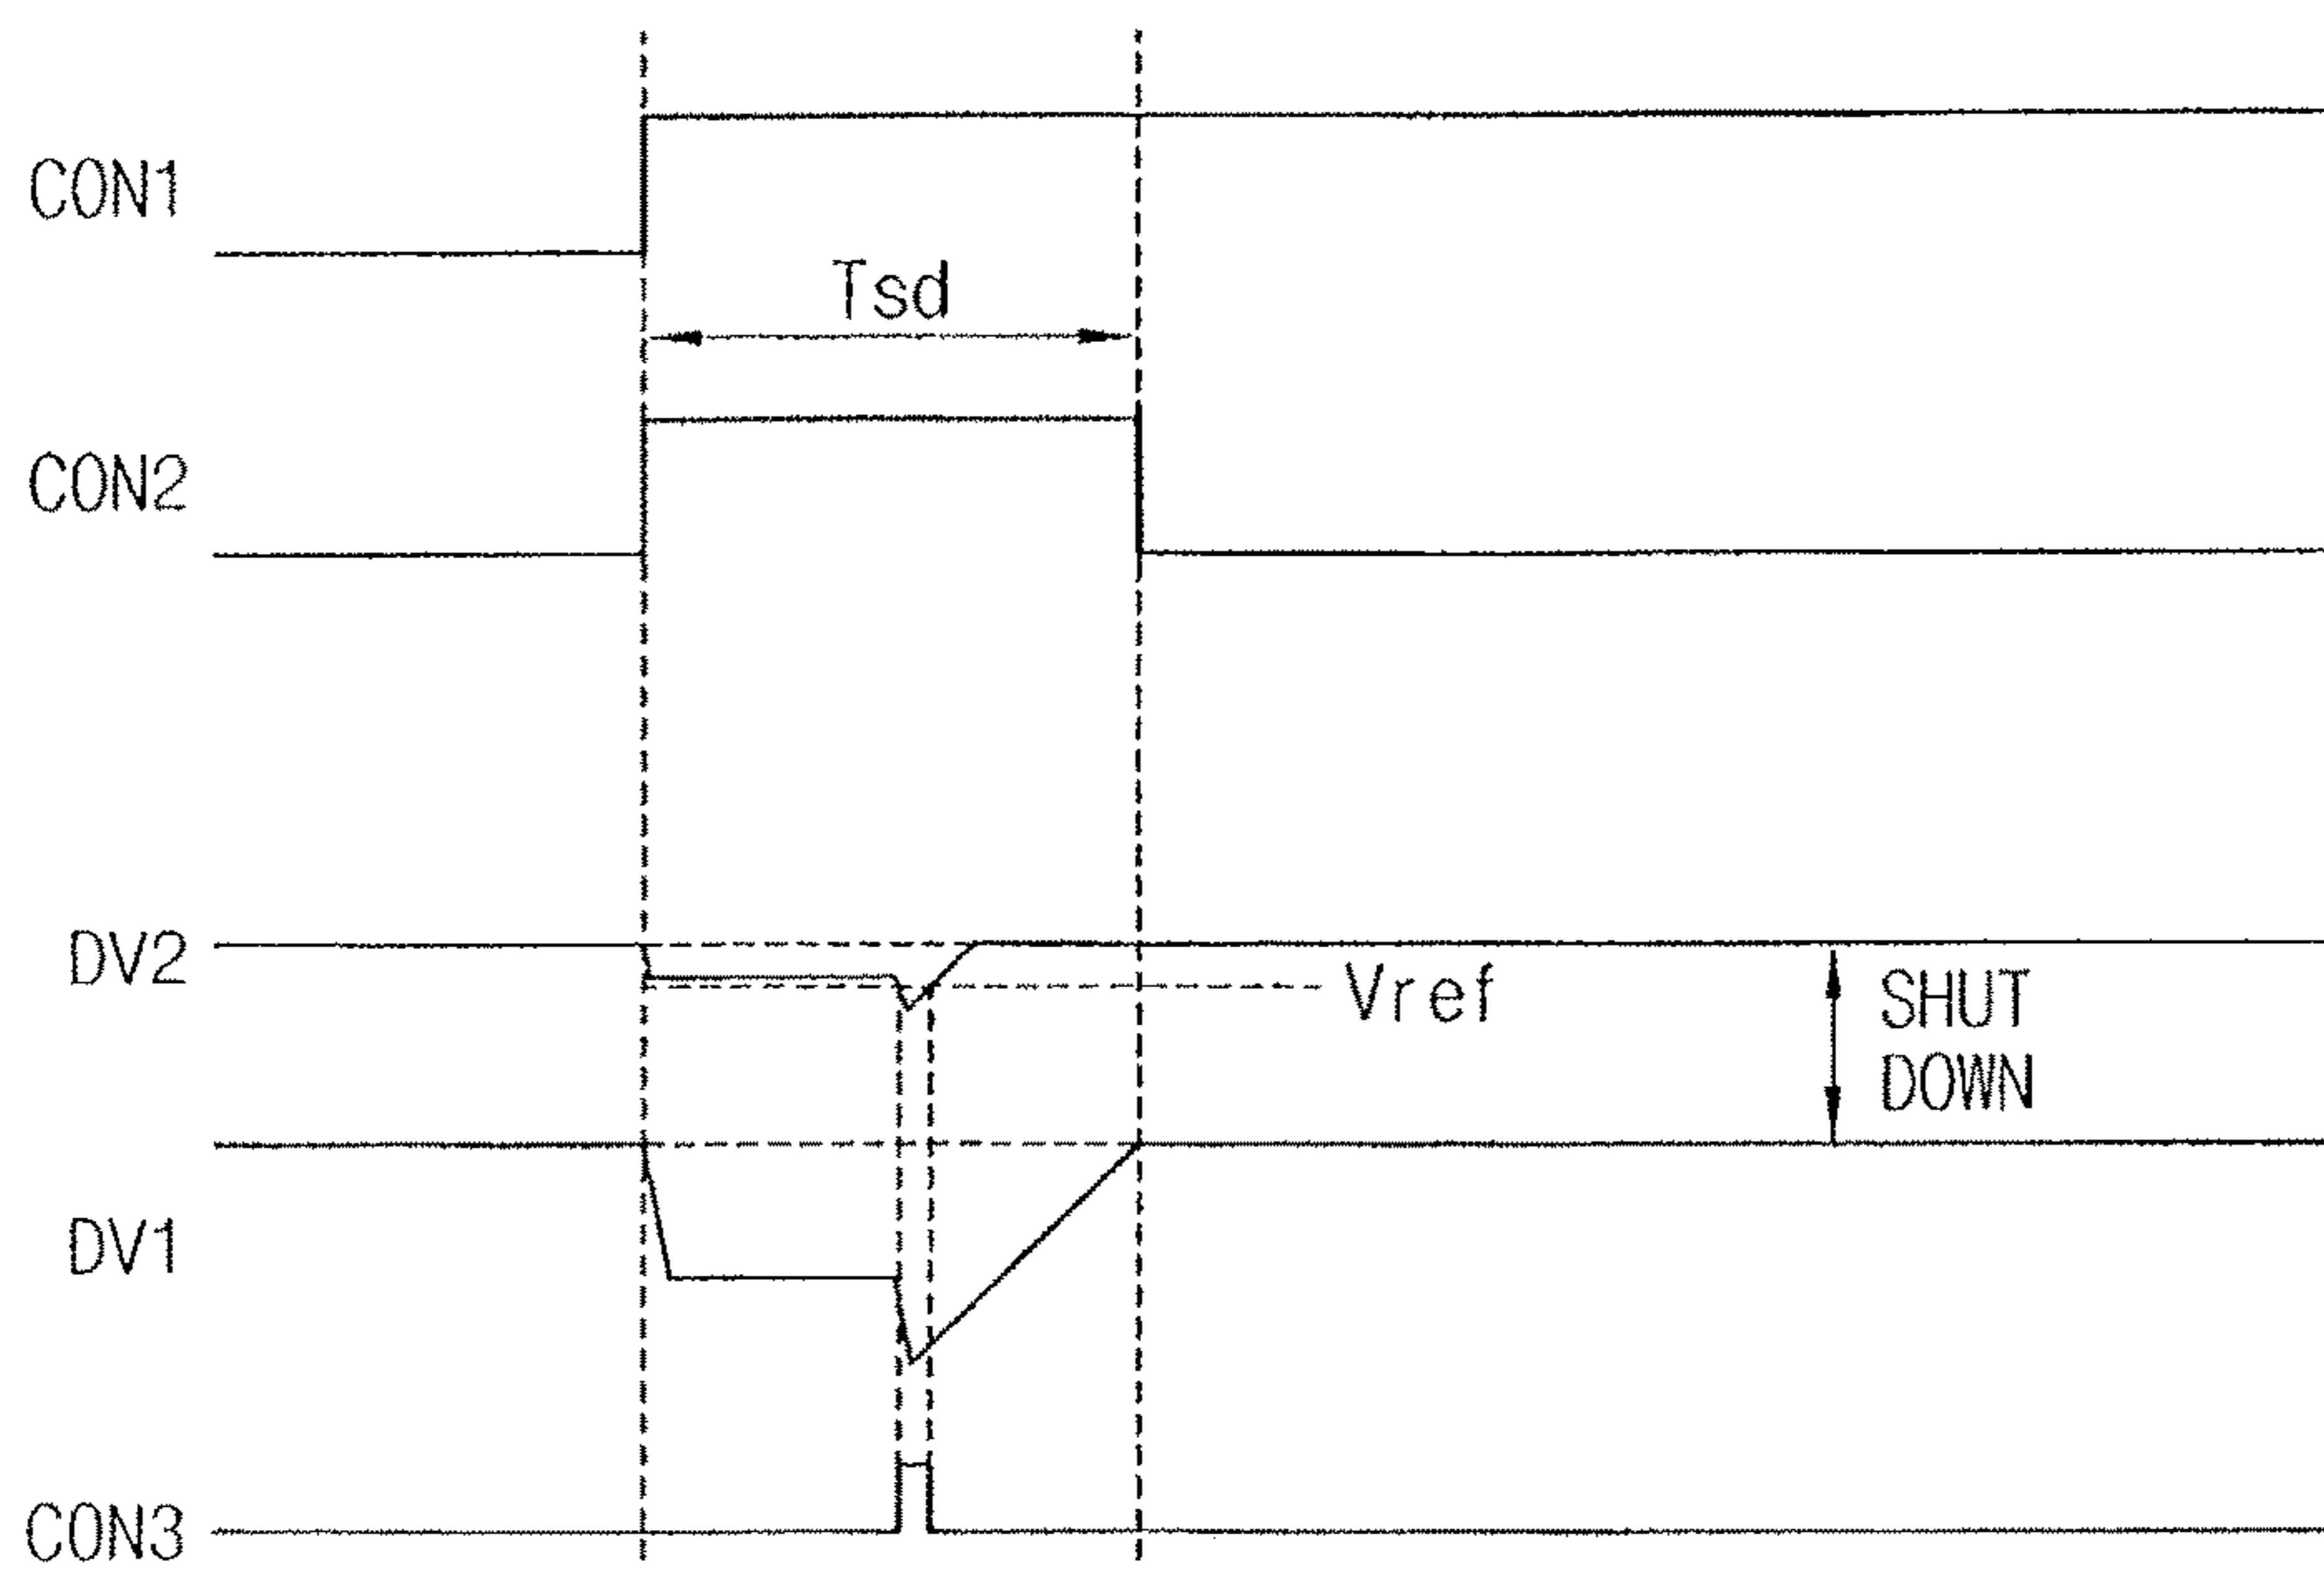 CON1
Tsd
CON2
DV2
Vref
SHUT
DOWN
DV1
CON3